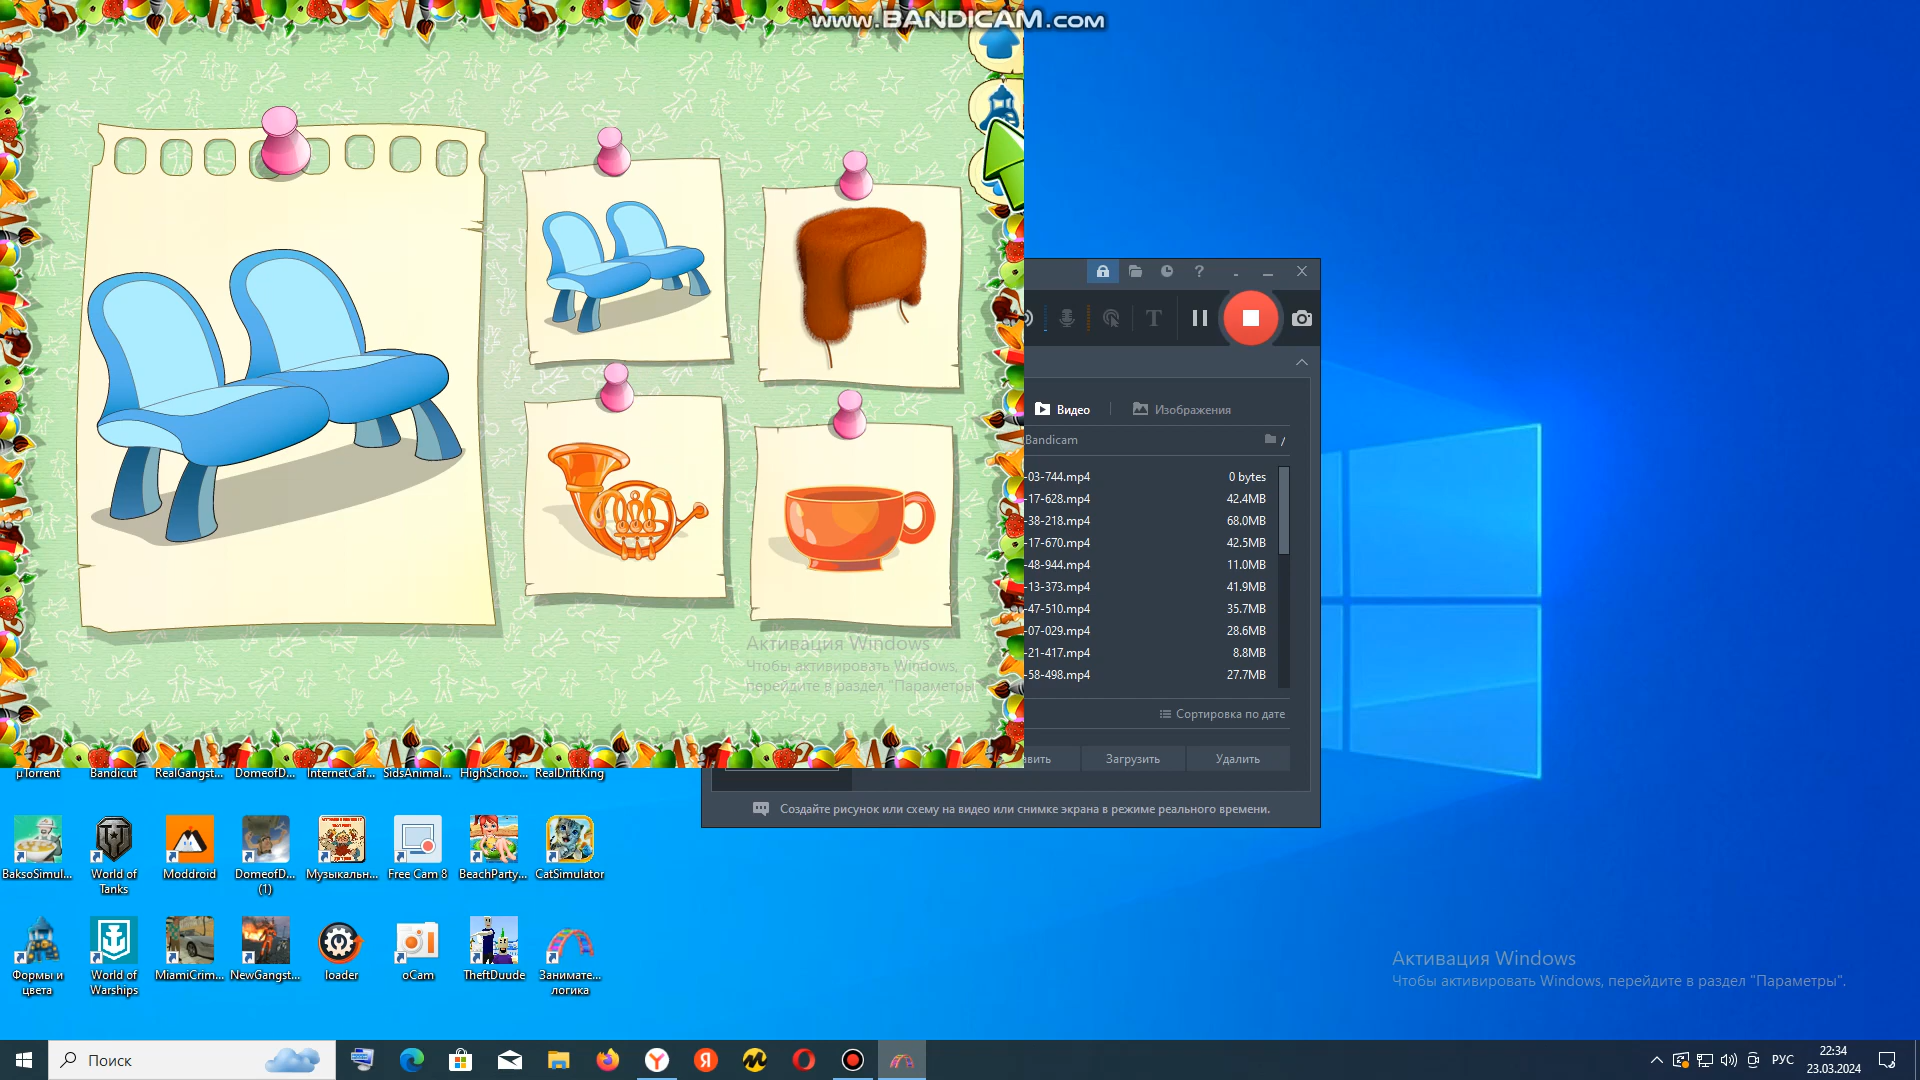 www.BANDICAM.com
Видео
Изображения
Bandicam
/
-03-744.mp4 0 bytes
-17-628.mp4 42.4MB
-38-218.mp4 68.0MB
-17-670.mp4 42.5MB
-48-944.mp4 11.0MB
-13-373.mp4 41.9MB
-47-510.mp4 35.7MB
-07-029.mp4 28.6MB
-21-417.mp4 8.8MB
-58-498.mp4 27.7MB
Сортировка по дате
авить Загрузить Удалить
Создайте рисунок или схему на видео или снимке экрана в режиме реального времени.
Активация Windows
Чтобы активировать Windows,
перейдите в раздел "Параметры"
µTorrent Bandicut RealGangst... DomeofD... InternetCaf... SidsAnimal... HighSchoo... RealDriftKing
BaksoSimul... World of Tanks Moddroid DomeofD... (1) Музыкальн... Free Cam 8 BeachParty... CatSimulator
Формы и цвета World of Warships MiamiCrim... NewGangst... loader oCam TheftDuude Занимате... логика
Активация Windows
Чтобы активировать Windows, перейдите в раздел "Параметры".
Поиск
РУС
22:34
23.03.2024